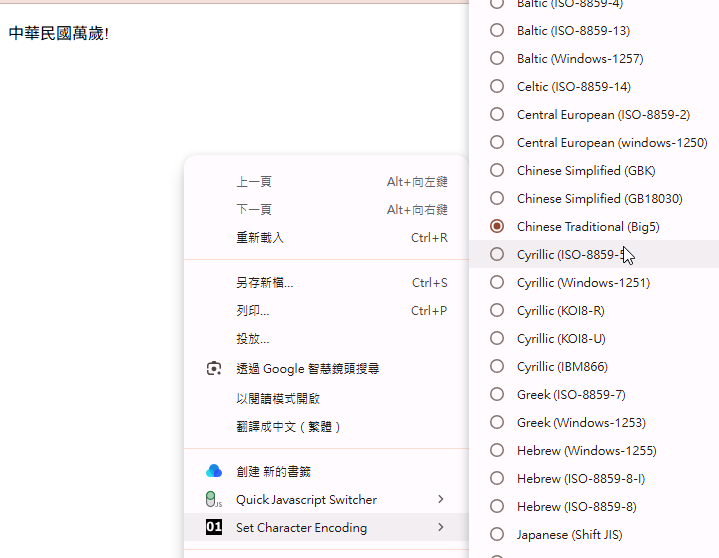 中華民國萬歲!
上一頁 Alt+向左鍵
下一頁 Alt+向右鍵
重新載入 Ctrl+R
另存新檔... Ctrl+S
列印... Ctrl+P
投放...
透過 Google 智慧鏡頭搜尋
以閱讀模式開啟
翻譯成中文（繁體）
創建 新的書籤
JS Quick Javascript Switcher
01 Set Character Encoding
Baltic (ISO-8859-4)
Baltic (ISO-8859-13)
Baltic (Windows-1257)
Celtic (ISO-8859-14)
Central European (ISO-8859-2)
Central European (windows-1250)
Chinese Simplified (GBK)
Chinese Simplified (GB18030)
Chinese Traditional (Big5)
Cyrillic (ISO-8859-5)
Cyrillic (Windows-1251)
Cyrillic (KOI8-R)
Cyrillic (KOI8-U)
Cyrillic (IBM866)
Greek (ISO-8859-7)
Greek (Windows-1253)
Hebrew (Windows-1255)
Hebrew (ISO-8859-8-I)
Hebrew (ISO-8859-8)
Japanese (Shift JIS)